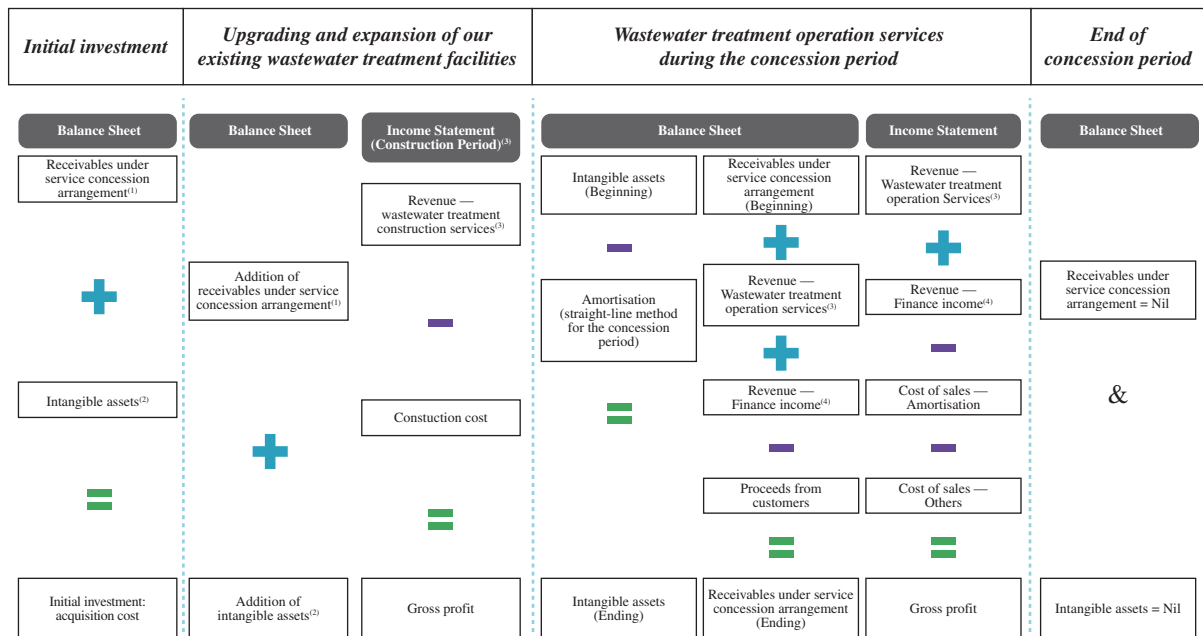 Initial investment
Upgrading and expansion of our
existing wastewater treatment facilities
Wastewater treatment operation services
during the concession period
End of
concession period
Balance Sheet
Receivables under
service concession
arrangement(1)
Intangible assets(2)
Initial investment:
acquisition cost
Balance Sheet
Addition of
receivables under service
concession arrangement(1)
Addition of
intangible assets(2)
Income Statement
(Construction Period)(3)
Revenue —
wastewater treatment
construction services(3)
Constuction cost
Gross profit
Balance Sheet
Intangible assets
(Beginning)
Amortisation
(straight-line method
for the concession
period)
Intangible assets
(Ending)
Receivables under
service concession
arrangement
(Beginning)
Revenue —
Wastewater treatment
operation services(3)
Revenue —
Finance income(4)
Proceeds from
customers
Receivables under service
concession arrangement
(Ending)
Income Statement
Revenue —
Wastewater treatment
operation Services(3)
Revenue —
Finance income(4)
Cost of sales —
Amortisation
Cost of sales —
Others
Gross profit
Balance Sheet
Receivables under
service concession
arrangement = Nil
&
Intangible assets = Nil